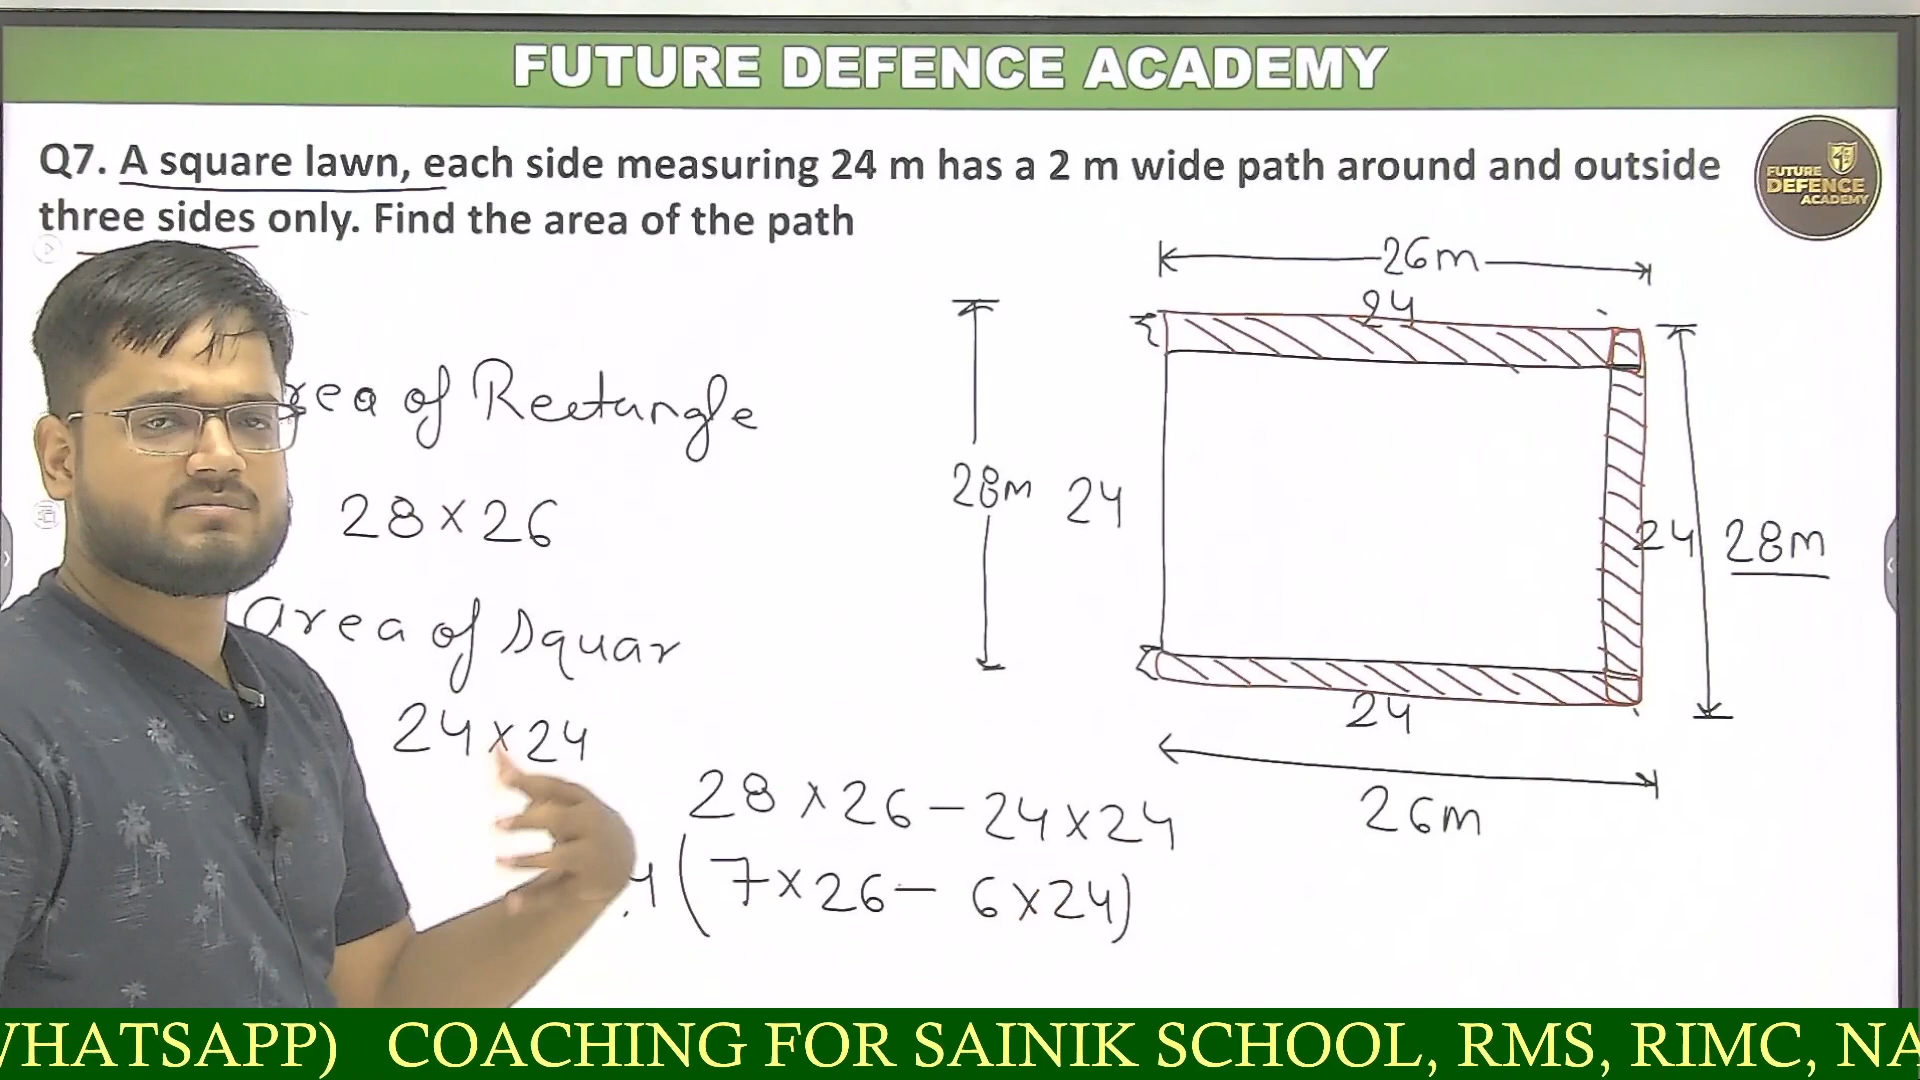 FUTURE DEFENCE ACADEMY
Q7. A square lawn, each side measuring 24 m has a 2 m wide path around and outside
three sides only. Find the area of the path
FUTURE
DEFENCE
ACADEMY
26m
24
rea of Rectangle
28m
24
24
28m
28×26
area of squar
24×24
24
28×26-24×24
26m
4(7×26-6×24)
WHATSAPP) COACHING FOR SAINIK SCHOOL, RMS, RIMC, NA